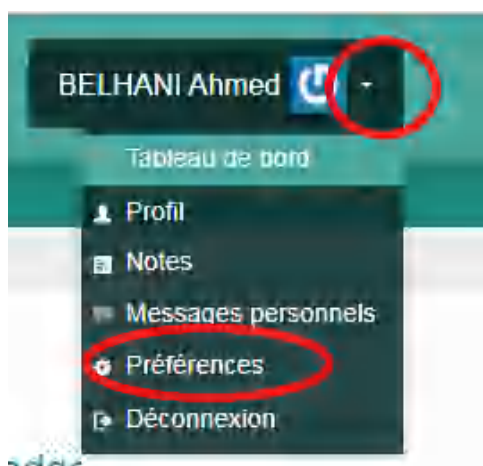 BELHANI Ahmed
Tableau de bord
Profil
Notes
Messages personnels
Préférences
Déconnexion